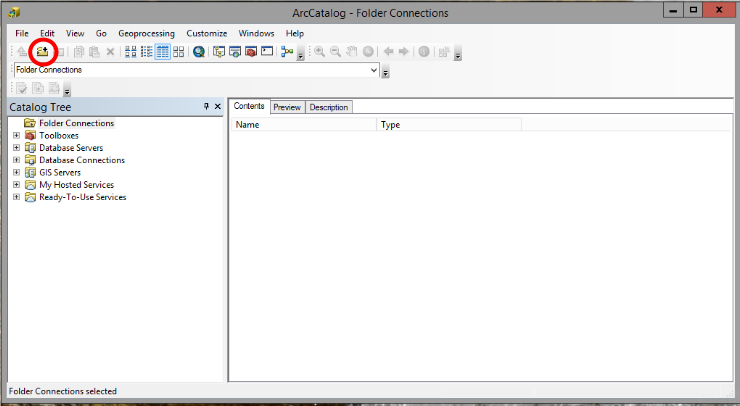 ArcCatalog - Folder Connections
File Edit View Go Geoprocessing Customize Windows Help
Folder Connections
Catalog Tree
Folder Connections
Toolboxes
Database Servers
Database Connections
GIS Servers
My Hosted Services
Ready-To-Use Services
Contents Preview Description
Name Type
Folder Connections selected